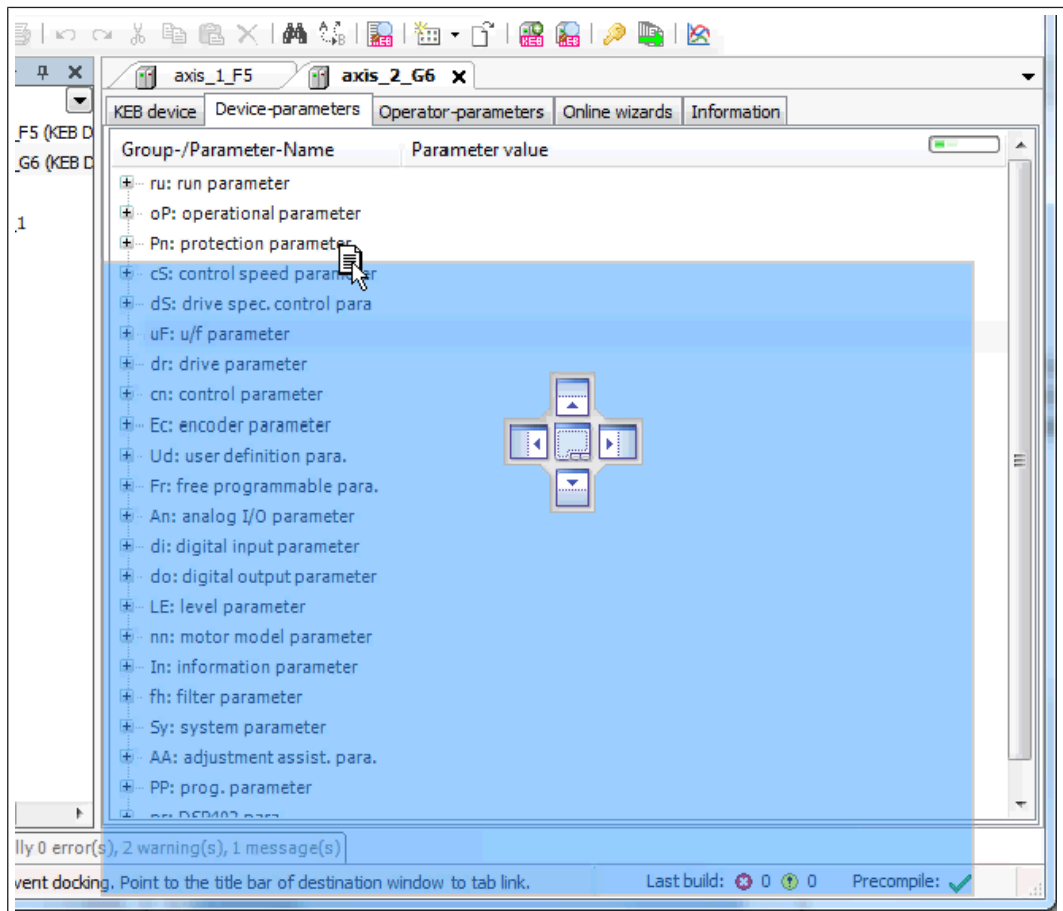 axis_1_F5 axis_2_G6
KEB device Device-parameters Operator-parameters Online wizards Information
_F5 (KEB D
_G6 (KEB D
_1
Group-/Parameter-Name Parameter value
ru: run parameter
oP: operational parameter
Pn: protection parameter
cS: control speed parameter
dS: drive spec. control para
uF: u/f parameter
dr: drive parameter
cn: control parameter
Ec: encoder parameter
Ud: user definition para.
Fr: free programmable para.
An: analog I/O parameter
di: digital input parameter
do: digital output parameter
LE: level parameter
nn: motor model parameter
In: information parameter
fh: filter parameter
Sy: system parameter
AA: adjustment assist. para.
PP: prog. parameter
lly 0 error(s), 2 warning(s), 1 message(s)
vent docking. Point to the title bar of destination window to tab link. Last build: 0 0 Precompile: